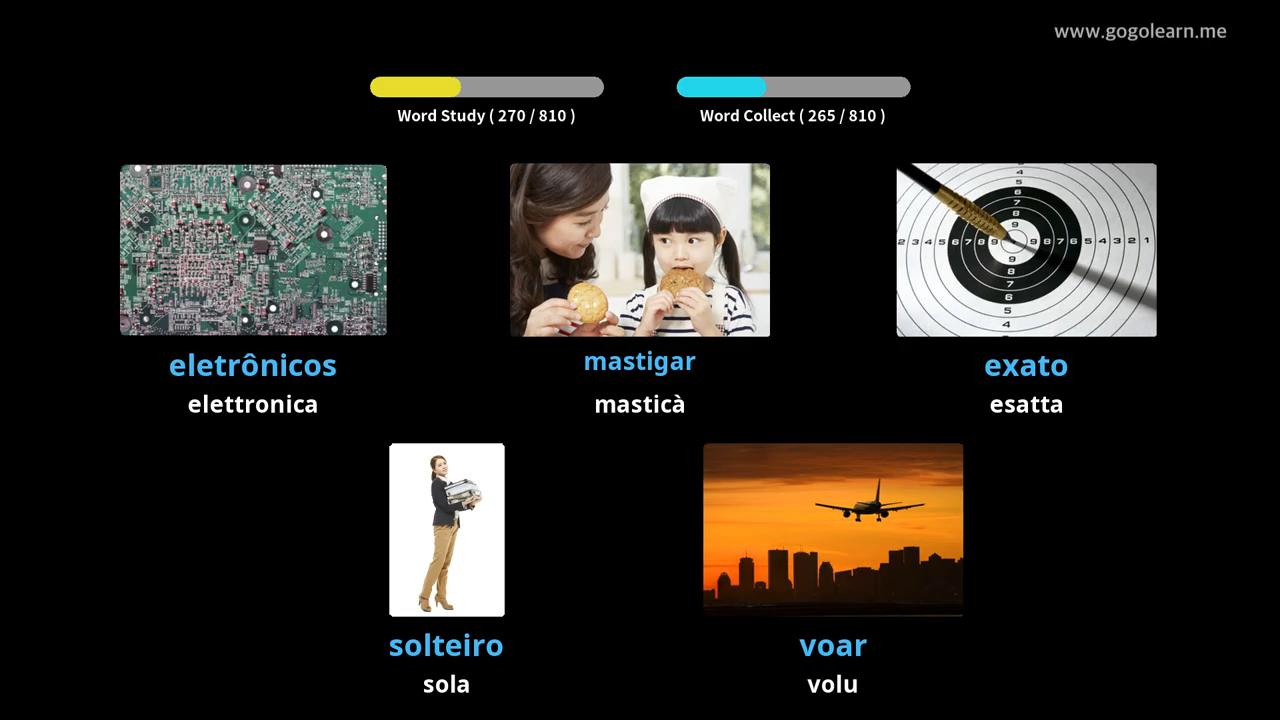 www.gogolearn.me
Word Study ( 270 / 810 )
Word Collect ( 265 / 810 )
eletrônicos
elettronica
mastigar
masticà
exato
esatta
solteiro
sola
voar
volu